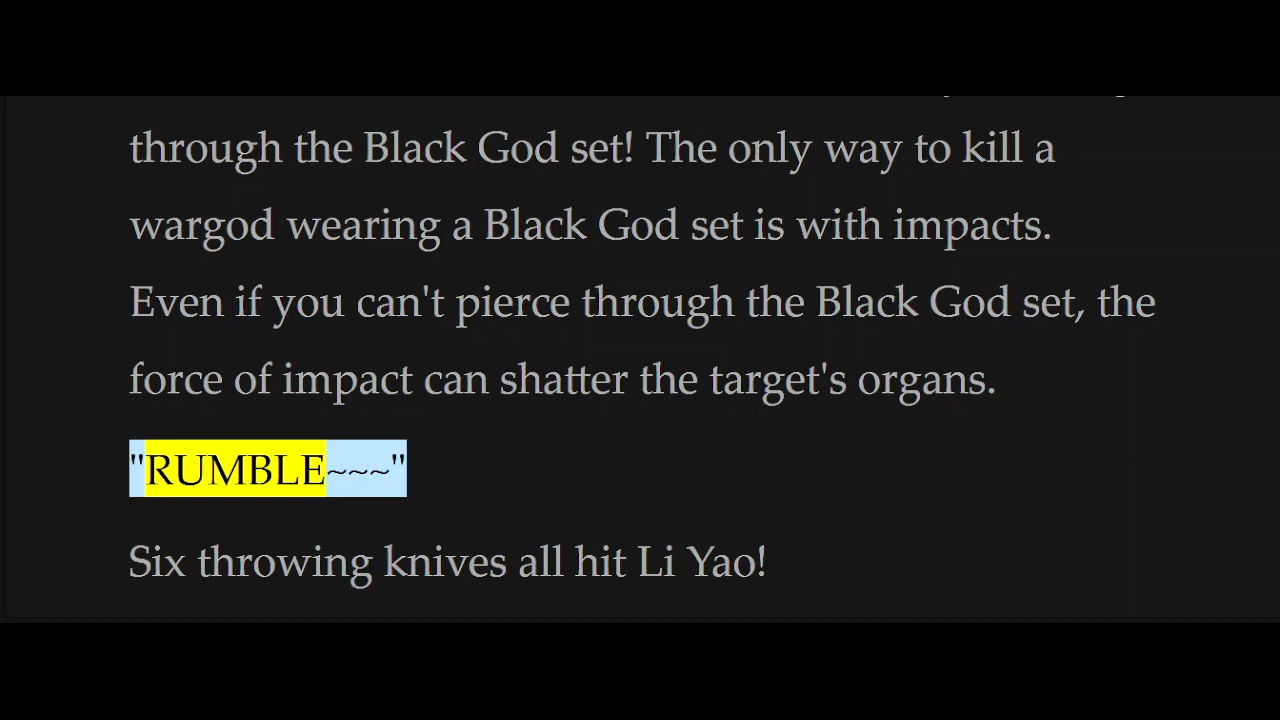 through the Black God set! The only way to kill a
wargod wearing a Black God set is with impacts.
Even if you can't pierce through the Black God set, the
force of impact can shatter the target's organs.
"RUMBLE~~~"
Six throwing knives all hit Li Yao!